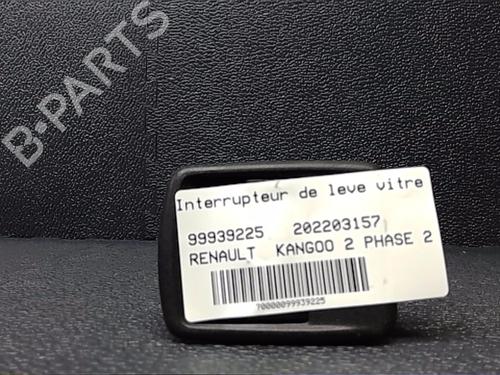 B-PARTS
Interrupteur de leve vitre
99939225 202203157
RENAULT KANGOO 2 PHASE 2
70000099939225